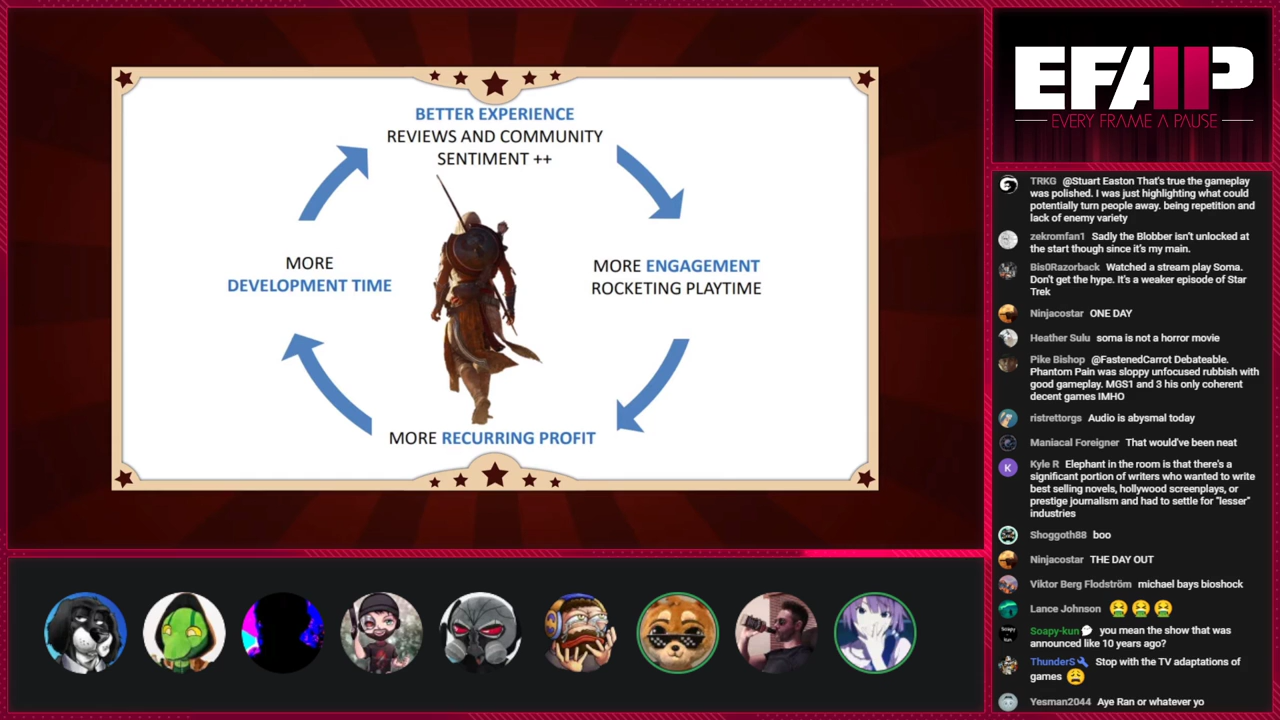 BETTER EXPERIENCE
REVIEWS AND COMMUNITY
SENTIMENT ++
MORE ENGAGEMENT
ROCKETING PLAYTIME
MORE RECURRING PROFIT
MORE
DEVELOPMENT TIME
EFAP
EVERY FRAME A PAUSE
TRKG @Stuart Easton That's true the gameplay
was polished. I was just highlighting what could
potentially turn people away. being repetition and
lack of enemy variety
zekromfan1 Sadly the Blobber isn't unlocked at
the start though since it's my main.
Bis0Razorback Watched a stream play Soma.
Don't get the hype. It's a weaker episode of Star
Trek
Ninjacostar ONE DAY
Heather Sulu soma is not a horror movie
Pike Bishop @FastenedCarrot Debateable.
Phantom Pain was sloppy unfocused rubbish with
good gameplay. MGS1 and 3 his only coherent
decent games IMHO
ristrettorgs Audio is abysmal today
Maniacal Foreigner That would've been neat
K
Kyle R Elephant in the room is that there's a
significant portion of writers who wanted to write
best selling novels, hollywood screenplays, or
prestige journalism and had to settle for "lesser"
industries
Shoggoth88 boo
Ninjacostar THE DAY OUT
Viktor Berg Flodström michael bays bioshock
Lance Johnson 🤮🤮🤮
Soapy-kun you mean the show that was
announced like 10 years ago?
ThunderS Stop with the TV adaptations of
games 😩
Yesman2044 Aye Ran or whatever yo